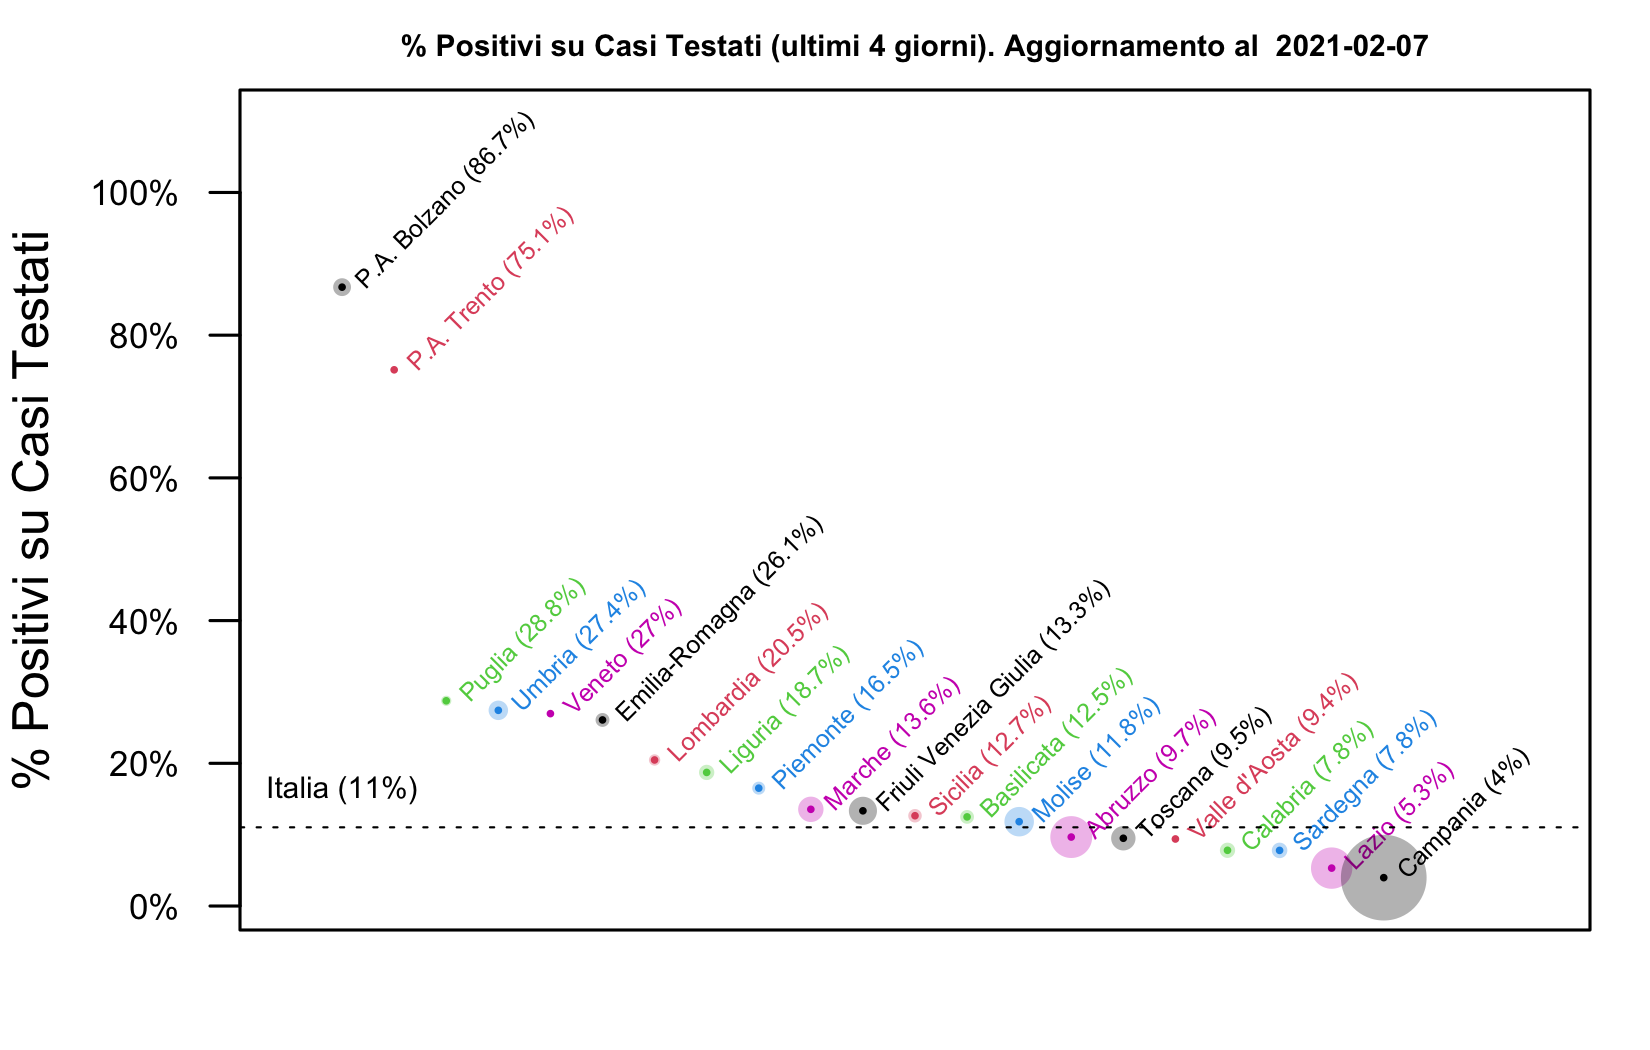 % Positivi su Casi Testati (ultimi 4 giorni). Aggiornamento al  2021-02-07
% Positivi su Casi Testati
100%
80%
60%
40%
20%
0%
P.A. Bolzano (86.7%)
P.A. Trento (75.1%)
Puglia (28.8%)
Umbria (27.4%)
Veneto (27%)
Emilia-Romagna (26.1%)
Lombardia (20.5%)
Liguria (18.7%)
Piemonte (16.5%)
Marche (13.6%)
Friuli Venezia Giulia (13.3%)
Sicilia (12.7%)
Basilicata (12.5%)
Molise (11.8%)
Abruzzo (9.7%)
Toscana (9.5%)
Valle d'Aosta (9.4%)
Calabria (7.8%)
Sardegna (7.8%)
Lazio (5.3%)
Campania (4%)
Italia (11%)